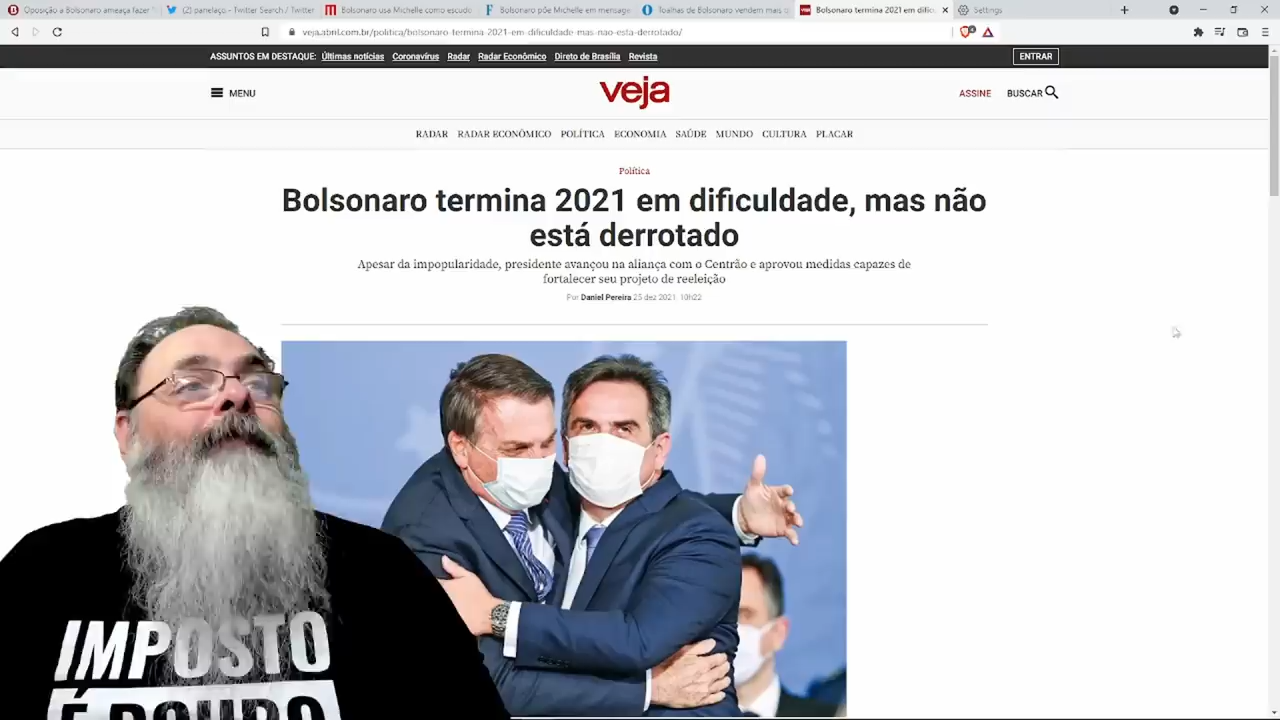 Oposição a Bolsonaro ameaça fazer
(2) panelaço - Twitter Search / Twitter
Bolsonaro usa Michelle como escudo
Bolsonaro põe Michelle em mensage
Toalhas de Bolsonaro vendem mais
Bolsonaro termina 2021 em dificu
Settings
veja.abril.com.br/politica/bolsonaro-termina-2021-em-dificuldade-mas-nao-esta-derrotado/
ASSUNTOS EM DESTAQUE: Últimas notícias Coronavírus Radar Radar Econômico Direto de Brasília Revista
ENTRAR
MENU
veja
ASSINE BUSCAR
RADAR RADAR ECONÔMICO POLÍTICA ECONOMIA SAÚDE MUNDO CULTURA PLACAR
Política
Bolsonaro termina 2021 em dificuldade, mas não
está derrotado
Apesar da impopularidade, presidente avançou na aliança com o Centrão e aprovou medidas capazes de
fortalecer seu projeto de reeleição
Por Daniel Pereira 25 dez 2021 10h22
IMPOSTO
É ROUBO